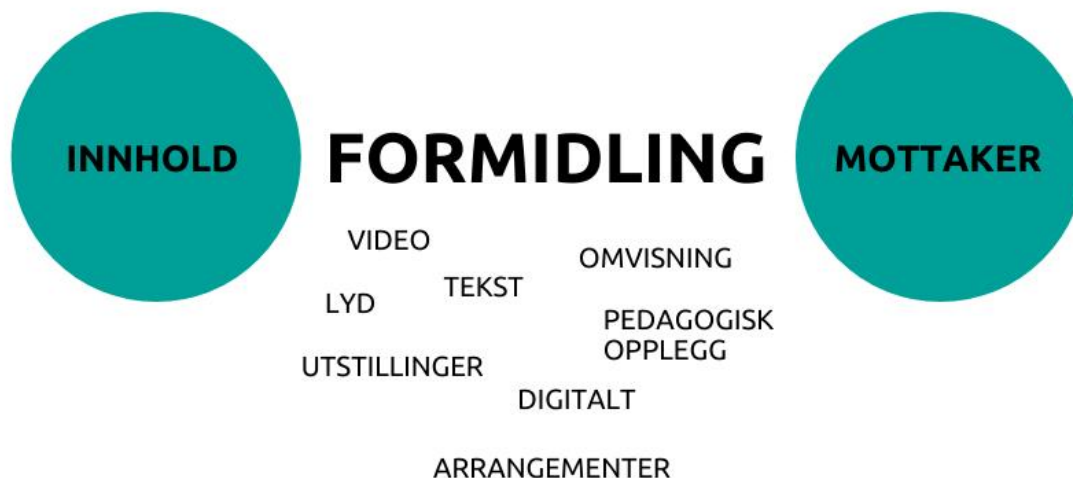 INNHOLD
FORMIDLING
MOTTAKER
VIDEO
OMVISNING
TEKST
LYD
PEDAGOGISK
OPPLEGG
UTSTILLINGER
DIGITALT
ARRANGEMENTER